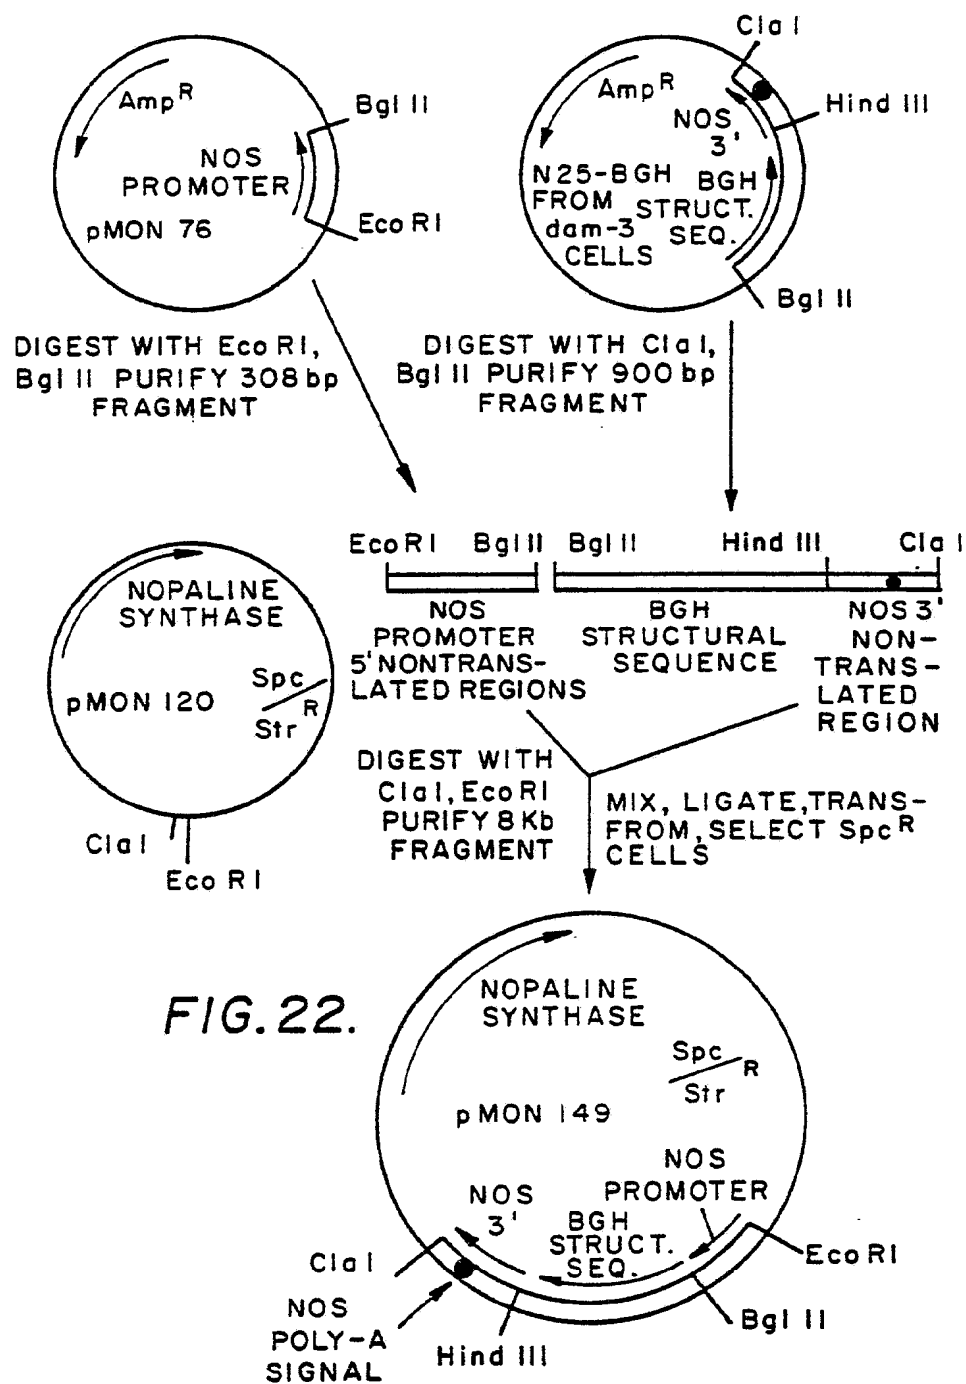 Amp R
Bgl II
NOS
PROMOTER
pMON 76
Eco RI
Cla I
Amp R
Hind III
NOS
3'
N25-BGH
FROM
dam-3
CELLS
BGH
STRUCT.
SEQ.
Bgl II
DIGEST WITH Eco RI,
Bgl II PURIFY 308 bp
FRAGMENT
DIGEST WITH Cla I,
Bgl II PURIFY 900 bp
FRAGMENT
Eco RI Bgl II Bgl II Hind III Cla I
NOS
PROMOTER
5' NONTRANS-
LATED REGIONS
BGH
STRUCTURAL
SEQUENCE
NOS 3'
NON-
TRANS-
LATED
REGION
NOPALINE
SYNTHASE
pMON 120
Spc
Str R
Cla I
Eco RI
DIGEST WITH
Cla I, Eco RI
PURIFY 8 Kb
FRAGMENT
MIX, LIGATE, TRANS-
FROM, SELECT Spc R
CELLS
FIG. 22.
NOPALINE
SYNTHASE
Spc
Str R
pMON 149
NOS
PROMOTER
NOS
3'
BGH
STRUCT.
SEQ.
Cla I
Eco RI
NOS
POLY-A
SIGNAL
Hind III
Bgl II